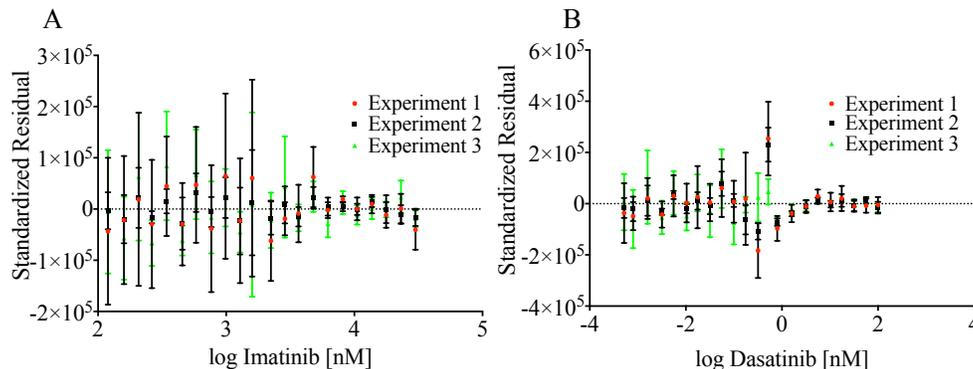 A
Standardized Residual
3×10⁵
2×10⁵
1×10⁵
0
-1×10⁵
-2×10⁵
2
3
4
5
log Imatinib [nM]
Experiment 1
Experiment 2
Experiment 3
B
Standardized Residual
6×10⁵
4×10⁵
2×10⁵
0
-2×10⁵
-4×10⁵
-4
-2
0
2
4
log Dasatinib [nM]
Experiment 1
Experiment 2
Experiment 3